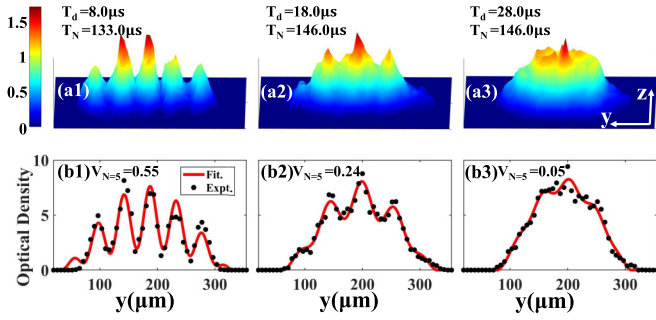 1.5
1
0.5
0
T_d=8.0μs
T_N=133.0μs
(a1)
T_d=18.0μs
T_N=146.0μs
(a2)
T_d=28.0μs
T_N=146.0μs
(a3)
z
y
Optical Density
10
5
0
(b1)V_N=5=0.55
Fit.
Expt.
100 200 300
y(μm)
(b2)V_N=5=0.24
100 200 300
y(μm)
(b3)V_N=5=0.05
100 200 300
y(μm)